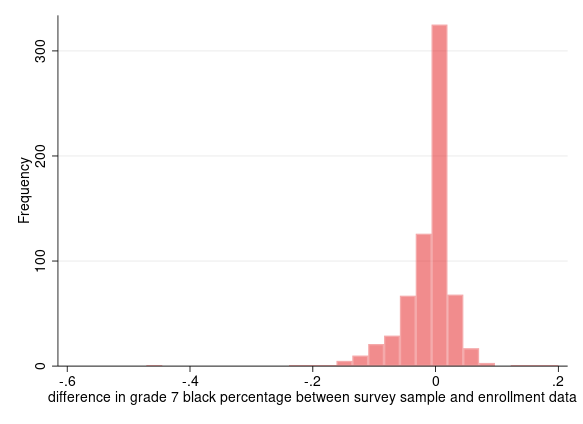 Frequency
300
200
100
0
-.6 -.4 -.2 0 .2
difference in grade 7 black percentage between survey sample and enrollment data